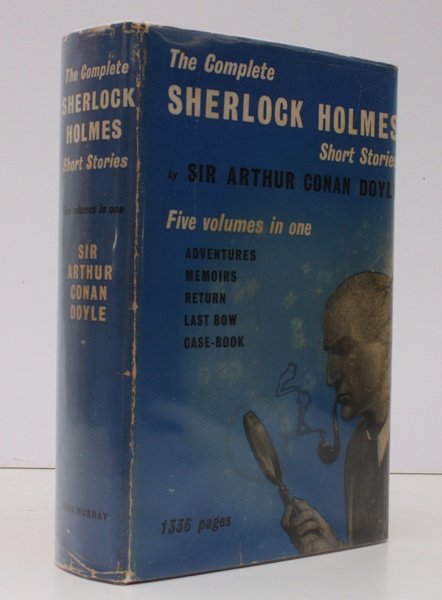 The Complete
SHERLOCK
HOLMES
Short Stories
Five volumes in one
SIR
ARTHUR
CONAN
DOYLE
JOHN MURRAY
The Complete
SHERLOCK HOLMES
Short Stories
by SIR ARTHUR CONAN DOYL
Five volumes in one
ADVENTURES
MEMOIRS
RETURN
LAST BOW
CASE-BOOK
1336 pages